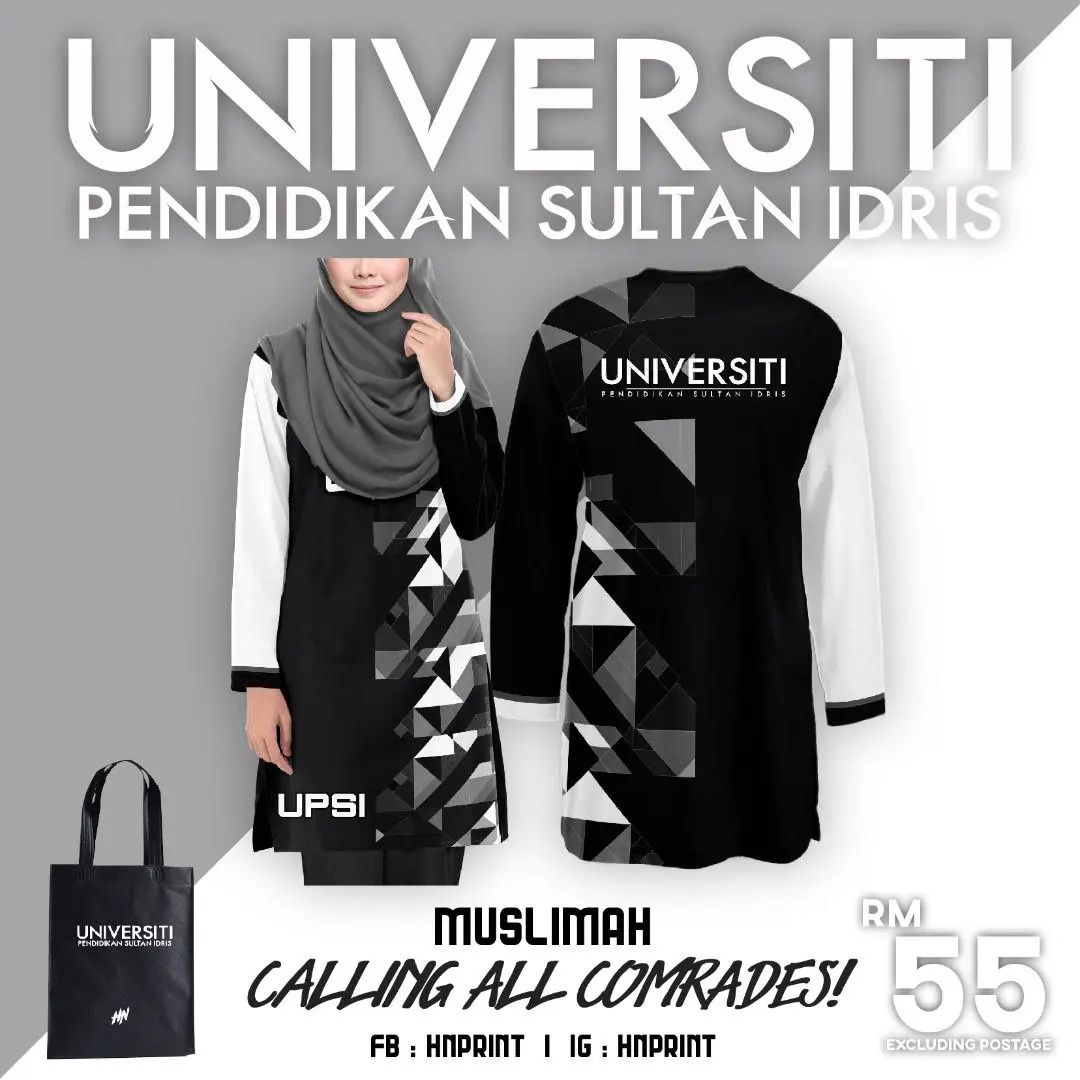 UNIVERSITI
PENDIDIKAN SULTAN IDRIS
UNIVERSITI
PENDIDIKAN SULTAN IDRIS
UPSI
UNIVERSITI
PENDIDIKAN SULTAN IDRIS
HN
MUSLIMAH
CALLING ALL COMRADES!
FB : HNPRINT I IG : HNPRINT
RM
55
EXCLUDING POSTAGE